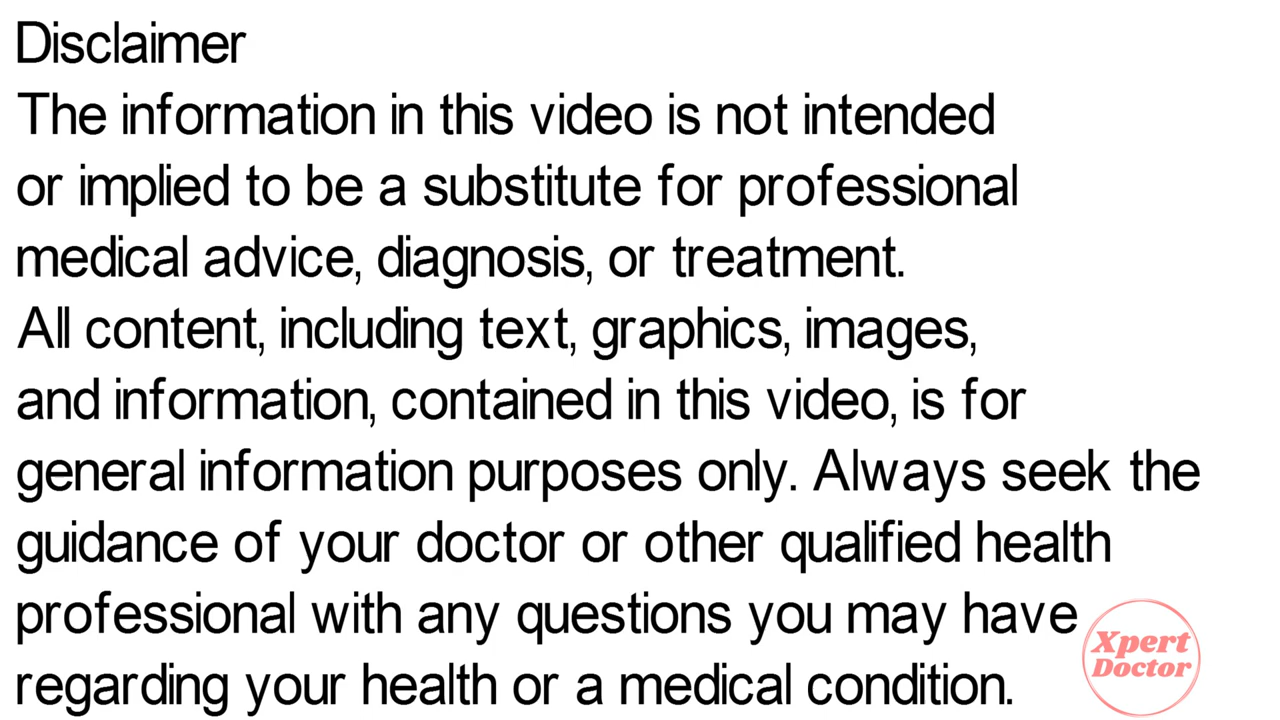 Disclaimer
The information in this video is not intended
or implied to be a substitute for professional
medical advice, diagnosis, or treatment.
All content, including text, graphics, images,
and information, contained in this video, is for
general information purposes only. Always seek the
guidance of your doctor or other qualified health
professional with any questions you may have
regarding your health or a medical condition.
Xpert
Doctor